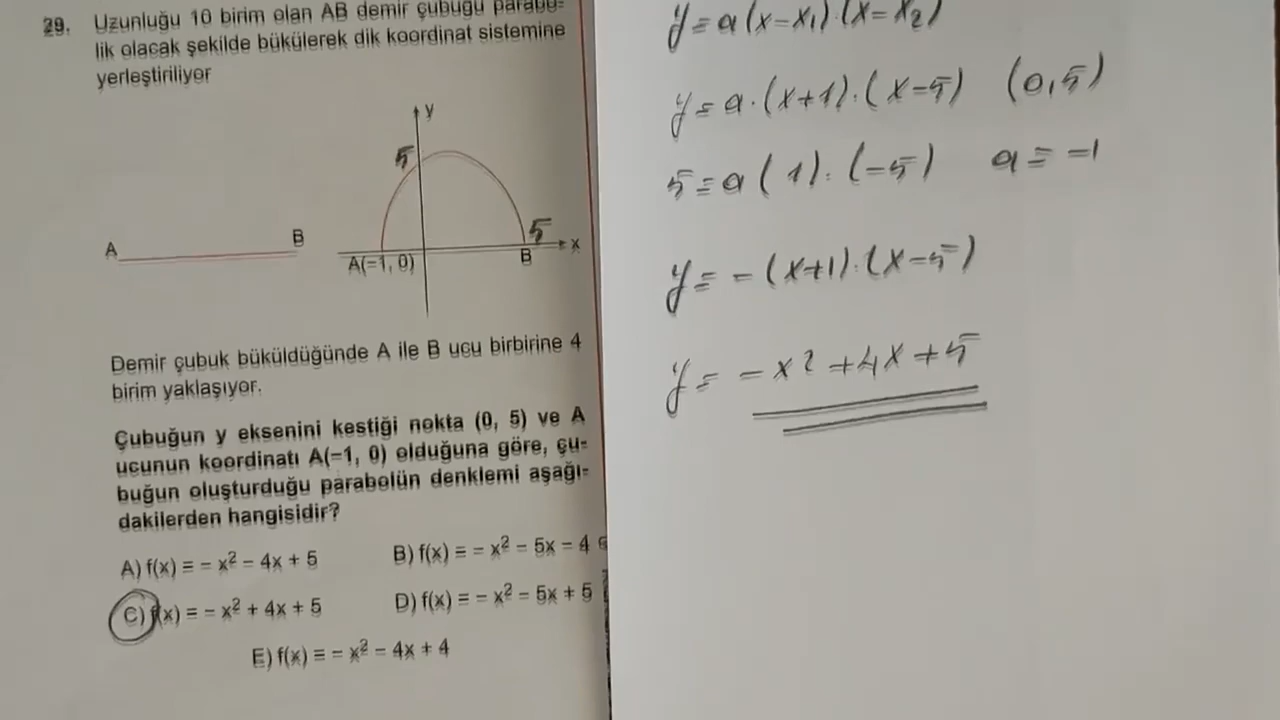 29. Uzunluğu 10 birim olan AB demir çubuğu parabo-
lik olacak şekilde bükülerek dik koordinat sistemine
yerleştiriliyor
y
5
5
x
A
B
A(-1, 0)
B
Demir çubuk büküldüğünde A ile B ucu birbirine 4
birim yaklaşıyor.
Çubuğun y eksenini kestiği nokta (0, 5) ve A
ucunun koordinatı A(-1, 0) olduğuna göre, çu-
buğun oluşturduğu parabolün denklemi aşağı-
dakilerden hangisidir?
A) f(x) = - x² - 4x + 5
B) f(x) = - x² - 5x - 4
C) f(x) = - x² + 4x + 5
D) f(x) = - x² - 5x + 5
E) f(x) = - x² - 4x + 4
y = a(x-x₁).(x-x₂)
y = a.(x+1).(x-5) (0,5)
5 = a(1).(-5) a = -1
y = -(x+1).(x-5)
y = -x² +4x +5